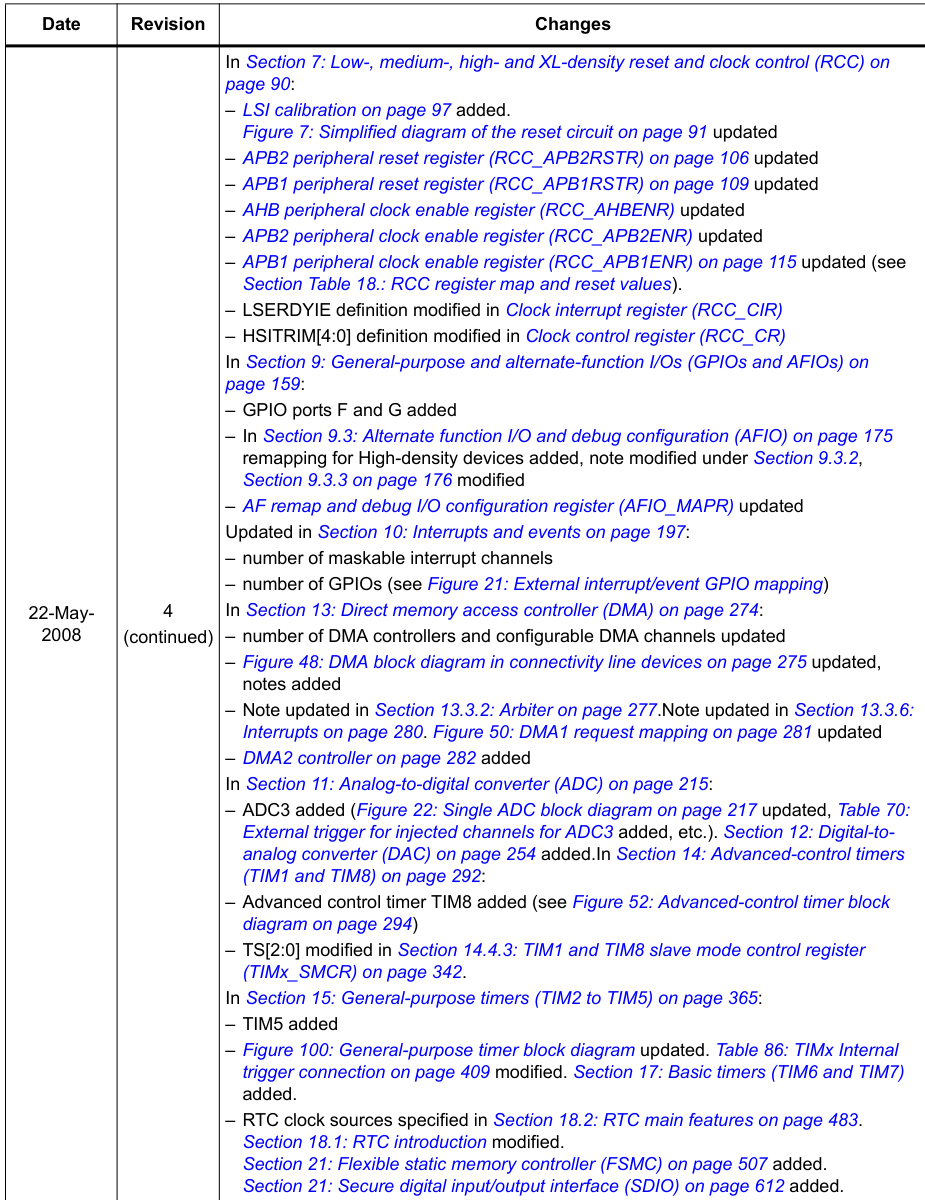 Date Revision Changes
In Section 7: Low-, medium-, high- and XL-density reset and clock control (RCC) on
page 90:
– LSI calibration on page 97 added.
Figure 7: Simplified diagram of the reset circuit on page 91 updated
– APB2 peripheral reset register (RCC_APB2RSTR) on page 106 updated
– APB1 peripheral reset register (RCC_APB1RSTR) on page 109 updated
– AHB peripheral clock enable register (RCC_AHBENR) updated
– APB2 peripheral clock enable register (RCC_APB2ENR) updated
– APB1 peripheral clock enable register (RCC_APB1ENR) on page 115 updated (see
Section Table 18.: RCC register map and reset values).
– LSERDYIE definition modified in Clock interrupt register (RCC_CIR)
– HSITRIM[4:0] definition modified in Clock control register (RCC_CR)
In Section 9: General-purpose and alternate-function I/Os (GPIOs and AFIOs) on
page 159:
– GPIO ports F and G added
– In Section 9.3: Alternate function I/O and debug configuration (AFIO) on page 175
remapping for High-density devices added, note modified under Section 9.3.2,
Section 9.3.3 on page 176 modified
– AF remap and debug I/O configuration register (AFIO_MAPR) updated
Updated in Section 10: Interrupts and events on page 197:
– number of maskable interrupt channels
– number of GPIOs (see Figure 21: External interrupt/event GPIO mapping)
22-May-
2008
4
(continued)
In Section 13: Direct memory access controller (DMA) on page 274:
– number of DMA controllers and configurable DMA channels updated
– Figure 48: DMA block diagram in connectivity line devices on page 275 updated,
notes added
– Note updated in Section 13.3.2: Arbiter on page 277.Note updated in Section 13.3.6:
Interrupts on page 280. Figure 50: DMA1 request mapping on page 281 updated
– DMA2 controller on page 282 added
In Section 11: Analog-to-digital converter (ADC) on page 215:
– ADC3 added (Figure 22: Single ADC block diagram on page 217 updated, Table 70:
External trigger for injected channels for ADC3 added, etc.). Section 12: Digital-to-
analog converter (DAC) on page 254 added.In Section 14: Advanced-control timers
(TIM1 and TIM8) on page 292:
– Advanced control timer TIM8 added (see Figure 52: Advanced-control timer block
diagram on page 294)
– TS[2:0] modified in Section 14.4.3: TIM1 and TIM8 slave mode control register
(TIMx_SMCR) on page 342.
In Section 15: General-purpose timers (TIM2 to TIM5) on page 365:
– TIM5 added
– Figure 100: General-purpose timer block diagram updated. Table 86: TIMx Internal
trigger connection on page 409 modified. Section 17: Basic timers (TIM6 and TIM7)
added.
– RTC clock sources specified in Section 18.2: RTC main features on page 483.
Section 18.1: RTC introduction modified.
Section 21: Flexible static memory controller (FSMC) on page 507 added.
Section 21: Secure digital input/output interface (SDIO) on page 612 added.